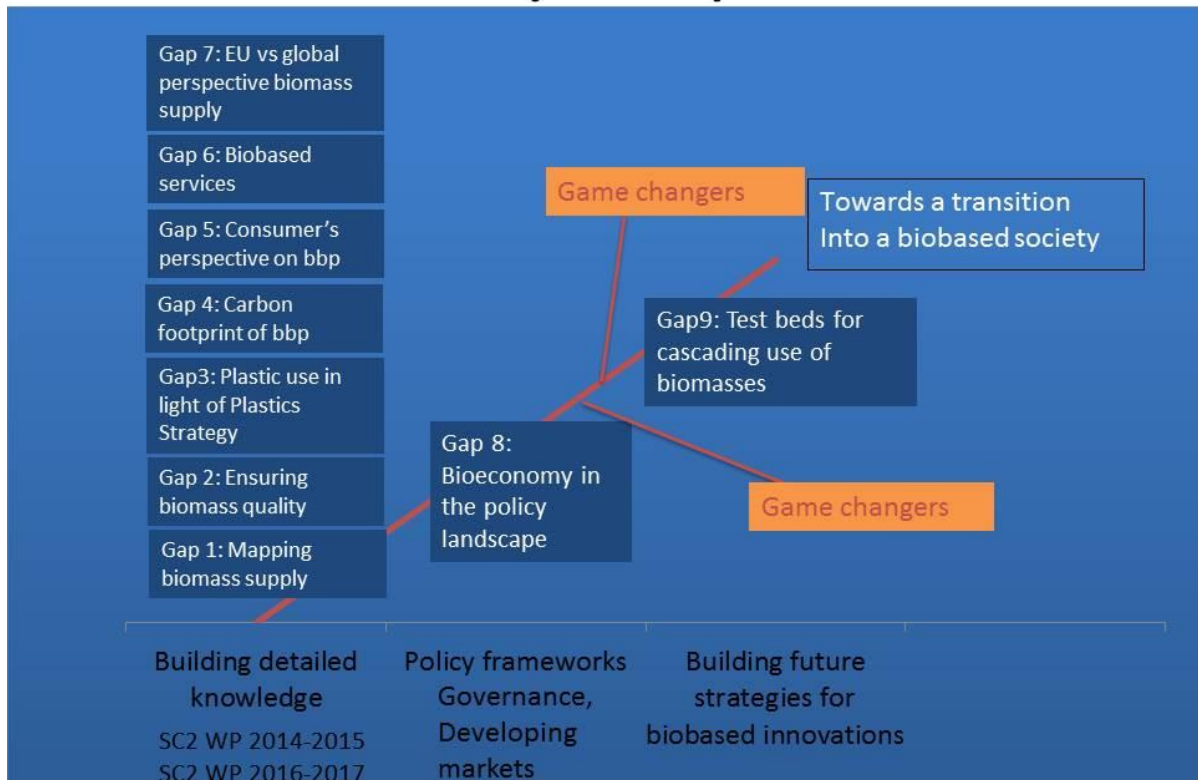 Gap 7: EU vs global
perspective biomass
supply
Gap 6: Biobased
services
Gap 5: Consumer’s
perspective on bbp
Gap 4: Carbon
footprint of bbp
Gap3: Plastic use in
light of Plastics
Strategy
Gap 2: Ensuring
biomass quality
Gap 1: Mapping
biomass supply
Gap 8:
Bioeconomy in
the policy
landscape
Game changers
Towards a transition
Into a biobased society
Gap9: Test beds for
cascading use of
biomasses
Game changers
Building detailed
knowledge
SC2 WP 2014-2015
SC2 WP 2016-2017
Policy frameworks
Governance,
Developing
markets
Building future
strategies for
biobased innovations